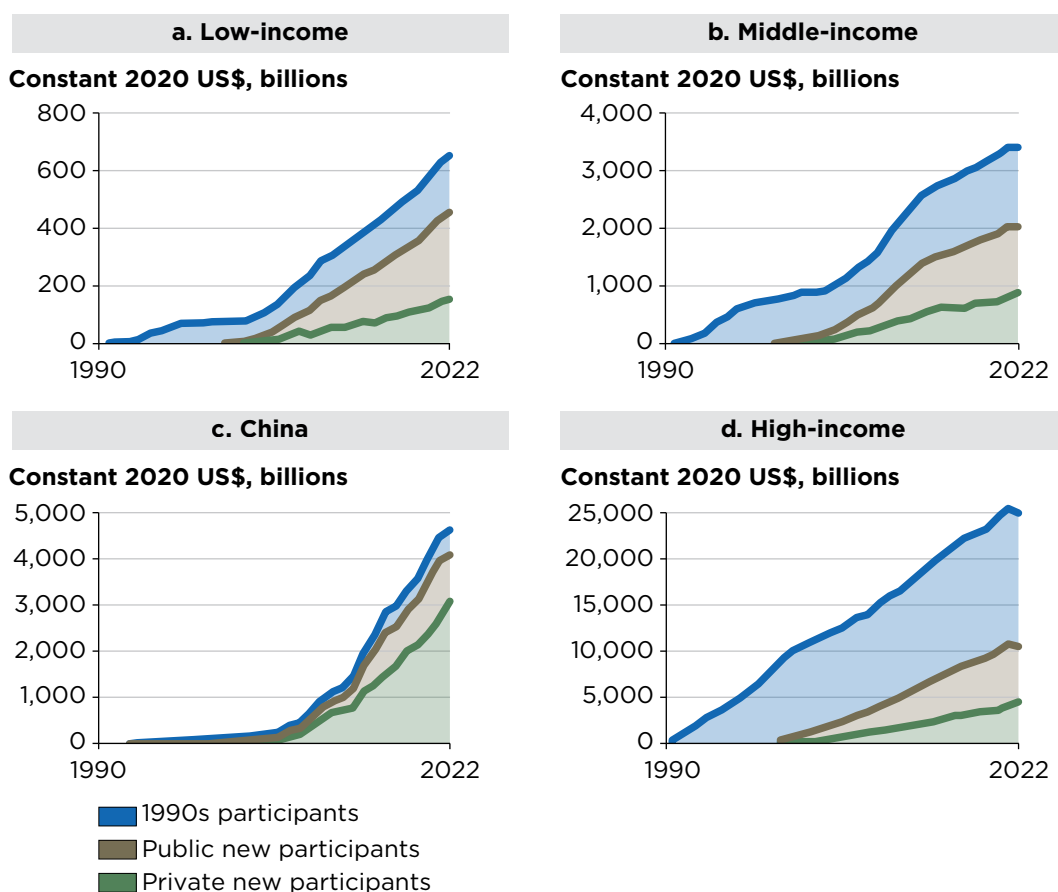 a. Low-income
Constant 2020 US$, billions
800
600
400
200
0
1990
2022
b. Middle-income
Constant 2020 US$, billions
4,000
3,000
2,000
1,000
0
1990
2022
c. China
Constant 2020 US$, billions
5,000
4,000
3,000
2,000
1,000
0
1990
2022
d. High-income
Constant 2020 US$, billions
25,000
20,000
15,000
10,000
5,000
0
1990
2022
1990s participants
Public new participants
Private new participants